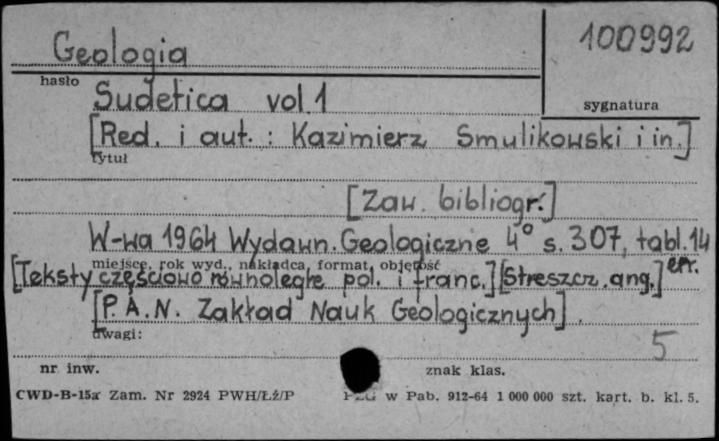 Geologia
100992
hasło
Sudetica vol.1
sygnatura
[Red. i aut.: Kazimierz Smulikowski i in.]
tytuł
[Zaw. bibliogr.]
W-wa 1964 Wydawn. Geologiczne 4° s. 307, tabl. 14
miejsce, rok wyd., nakładca, format, objętość
[Teksty częściowo równoległe pol. i franc.] [Streszcz. ang.]
[P.A.N. Zakład Nauk Geologicznych].
uwagi:
5
nr. inw.
znak klas.
CWD-B-15a Zam. Nr 2924 PWH/Łź/P
w Pab. 912-64 1 000 000 szt. kart. b. kl. 5.